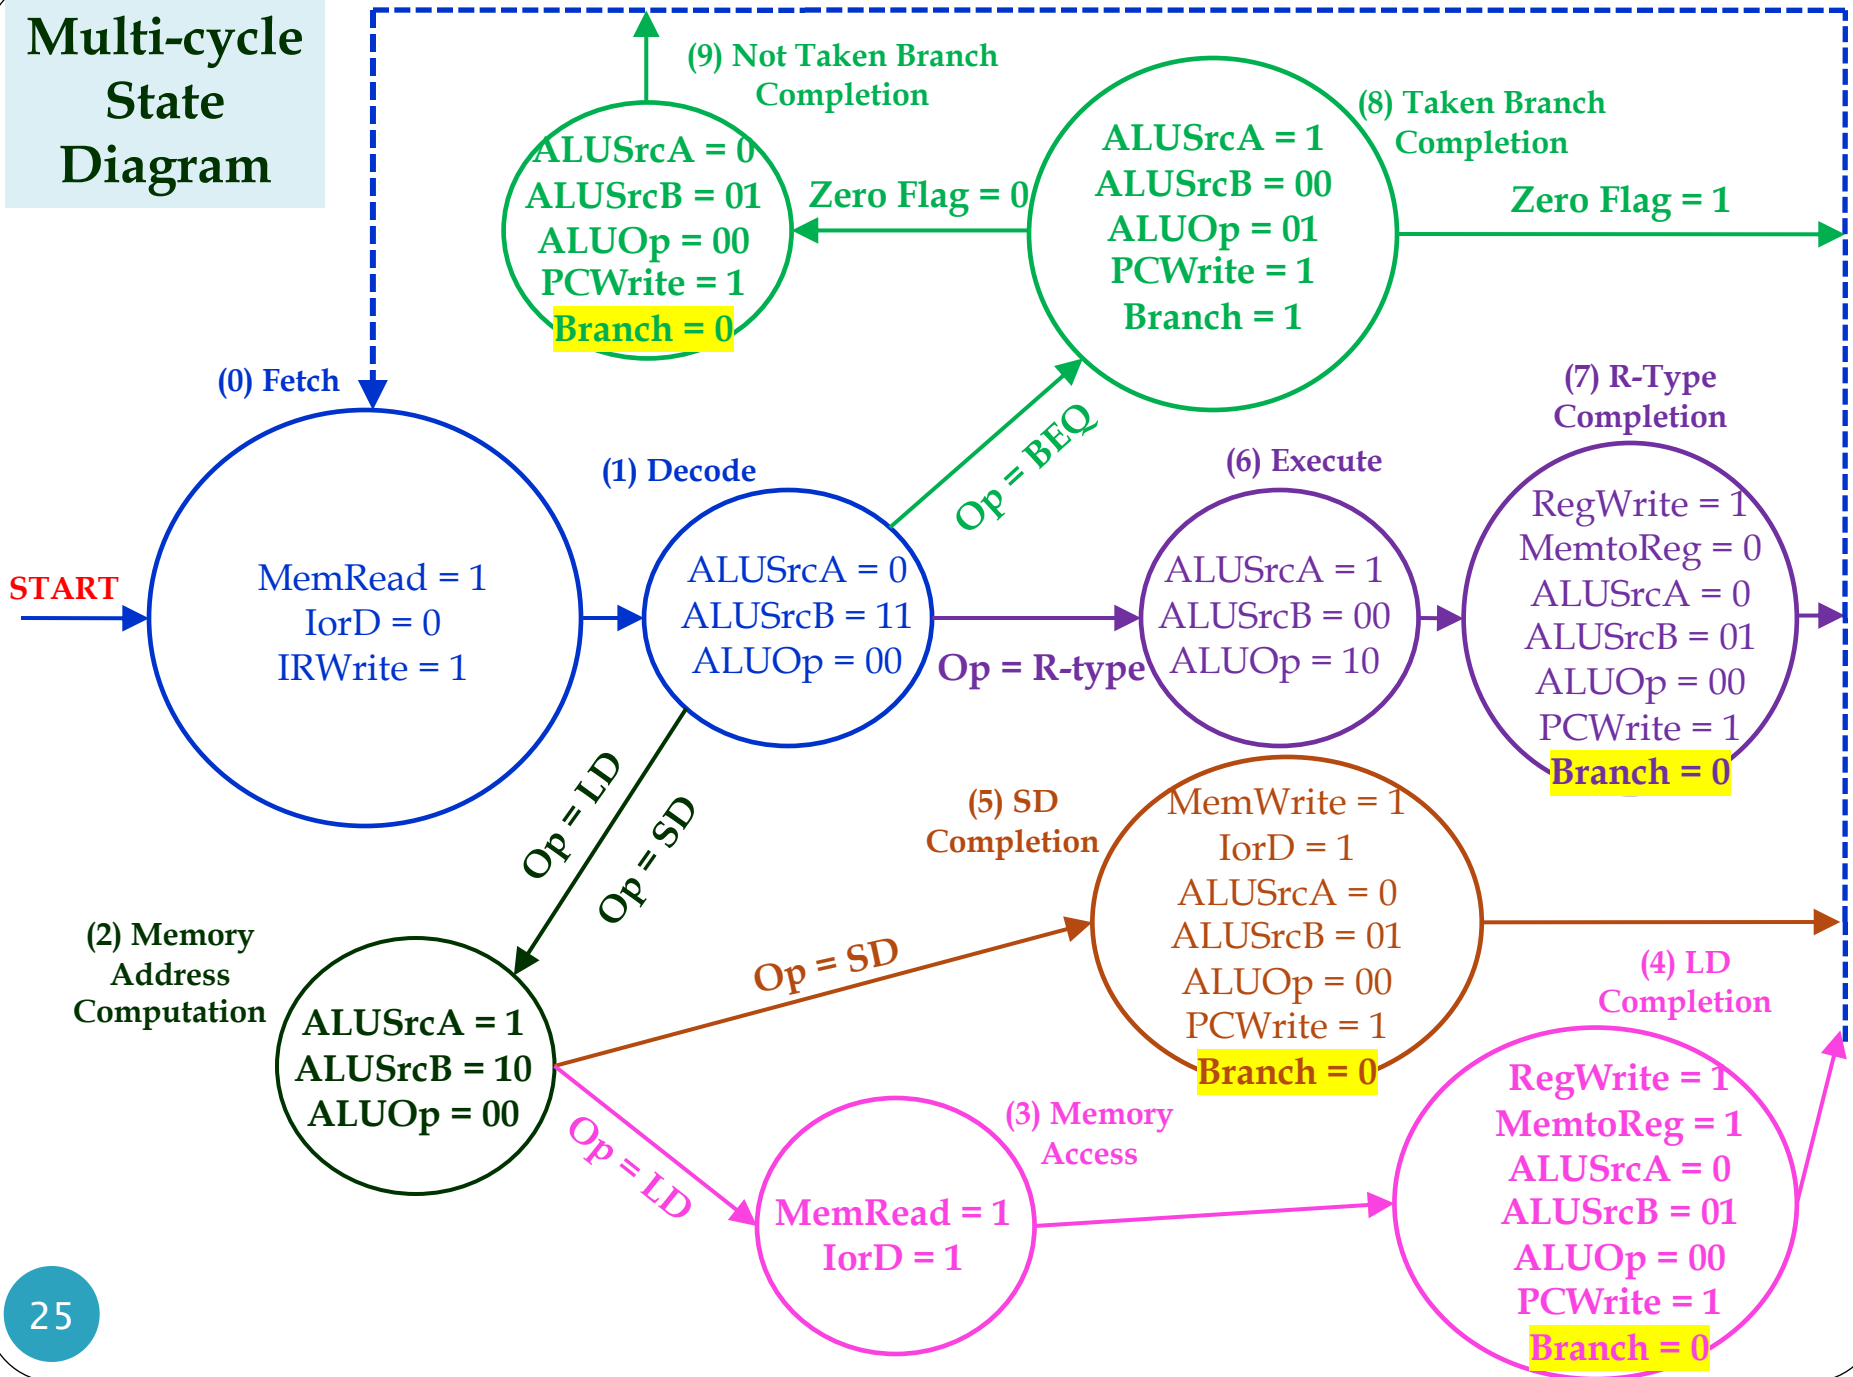 Multi-cycle
State
Diagram
(9) Not Taken Branch
Completion
ALUSrcA = 0
ALUSrcB = 01
ALUOp = 00
PCWrite = 1
Branch = 0
Zero Flag = 0
(8) Taken Branch
Completion
ALUSrcA = 1
ALUSrcB = 00
ALUOp = 01
PCWrite = 1
Branch = 1
Zero Flag = 1
(0) Fetch
START
MemRead = 1
IorD = 0
IRWrite = 1
(1) Decode
ALUSrcA = 0
ALUSrcB = 11
ALUOp = 00
Op = BEQ
Op = R-type
(6) Execute
ALUSrcA = 1
ALUSrcB = 00
ALUOp = 10
(7) R-Type
Completion
RegWrite = 1
MemtoReg = 0
ALUSrcA = 0
ALUSrcB = 01
ALUOp = 00
PCWrite = 1
Branch = 0
Op = LD
Op = SD
(2) Memory
Address
Computation
ALUSrcA = 1
ALUSrcB = 10
ALUOp = 00
Op = SD
(5) SD
Completion
MemWrite = 1
IorD = 1
ALUSrcA = 0
ALUSrcB = 01
ALUOp = 00
PCWrite = 1
Branch = 0
Op = LD
(3) Memory
Access
MemRead = 1
IorD = 1
(4) LD
Completion
RegWrite = 1
MemtoReg = 1
ALUSrcA = 0
ALUSrcB = 01
ALUOp = 00
PCWrite = 1
Branch = 0
25